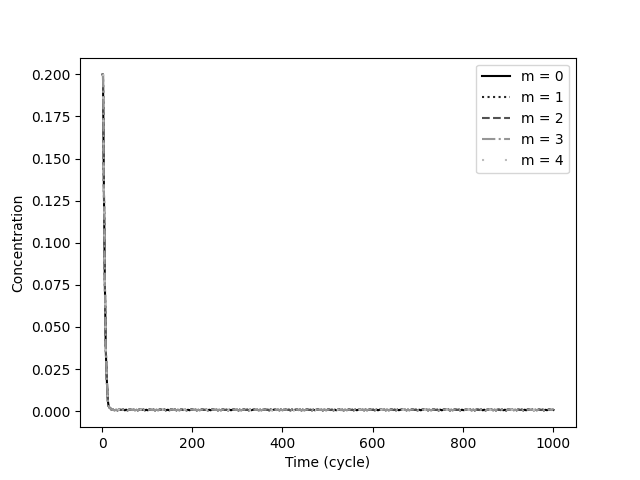 0.200
0.175
0.150
0.125
0.100
0.075
0.050
0.025
0.000
Concentration
0 200 400 600 800 1000
Time (cycle)
m = 0
m = 1
m = 2
m = 3
m = 4